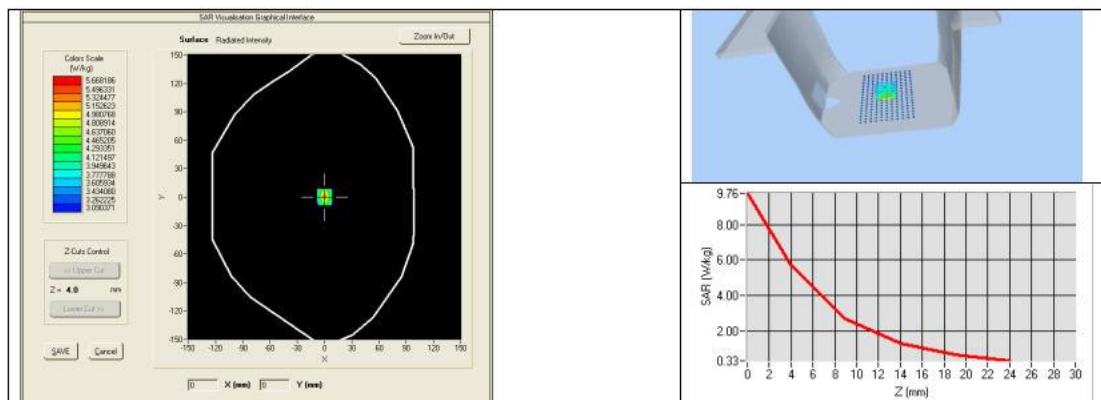 SAR Visualisation Graphical Interface
Surface Radiated Intensity
Zoom In/Out
Colors Scale
(W/kg)
5.668186
5.496331
5.324477
5.152623
4.980768
4.808914
4.637060
4.465205
4.293351
4.121497
3.949643
3.777788
3.605934
3.434080
3.262225
3.090371
Z-Cuts Control
<< Upper Cut
Z = 4.0 mm
Lower Cut >>
SAVE
Cancel
150
120
90
60
30
0
-30
-60
-90
-120
-150
Y
-150 -120 -90 -60 -30 0 30 60 90 120 150
X
0 X (mm) 0 Y (mm)
9.76
8.00
6.00
4.00
2.00
0.33
SAR (W/kg)
0 2 4 6 8 10 12 14 16 18 20 22 24 26 28 30
Z (mm)